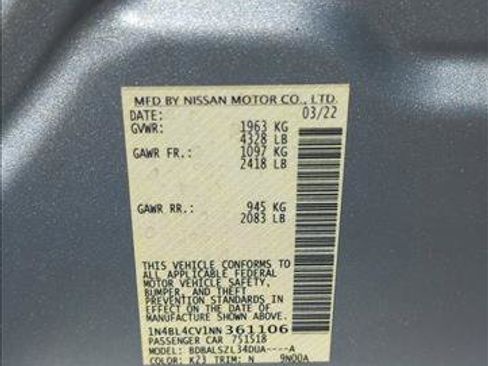 MFD BY NISSAN MOTOR CO., LTD.
DATE: 03/22
GVWR: 1963 KG
4328 LB
GAWR FR.: 1097 KG
2418 LB
GAWR RR.: 945 KG
2083 LB
THIS VEHICLE CONFORMS TO
ALL APPLICABLE FEDERAL
MOTOR VEHICLE SAFETY,
BUMPER, AND THEFT
PREVENTION STANDARDS IN
EFFECT ON THE DATE OF
MANUFACTURE SHOWN ABOVE.
1N4BL4CV1NN361106
PASSENGER CAR 751518
MODEL: BDBALSZL34DUA----A
COLOR: K23 TRIM: N 9N00A